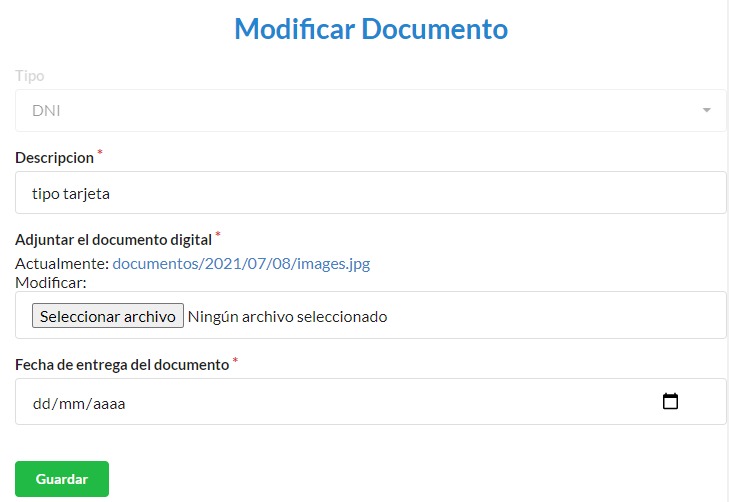 Modificar Documento
Tipo
DNI
Descripcion *
tipo tarjeta
Adjuntar el documento digital *
Actualmente: documentos/2021/07/08/images.jpg
Modificar:
Seleccionar archivo Ningún archivo seleccionado
Fecha de entrega del documento *
dd/mm/aaaa
Guardar